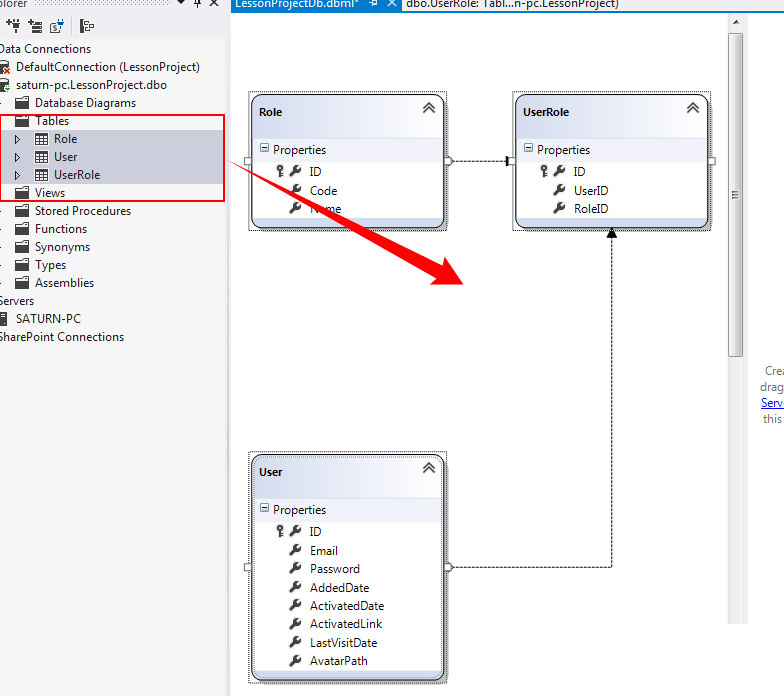 plorer
LessonProjectDb.dbml*
dbo.UserRole: Tabl...n-pc.LessonProject)
Data Connections
DefaultConnection (LessonProject)
saturn-pc.LessonProject.dbo
Database Diagrams
Tables
Role
User
UserRole
Views
Stored Procedures
Functions
Synonyms
Types
Assemblies
Servers
SATURN-PC
SharePoint Connections
Role
Properties
ID
Code
Name
UserRole
Properties
ID
UserID
RoleID
User
Properties
ID
Email
Password
AddedDate
ActivatedDate
ActivatedLink
LastVisitDate
AvatarPath
Crea
drag
Serv
this